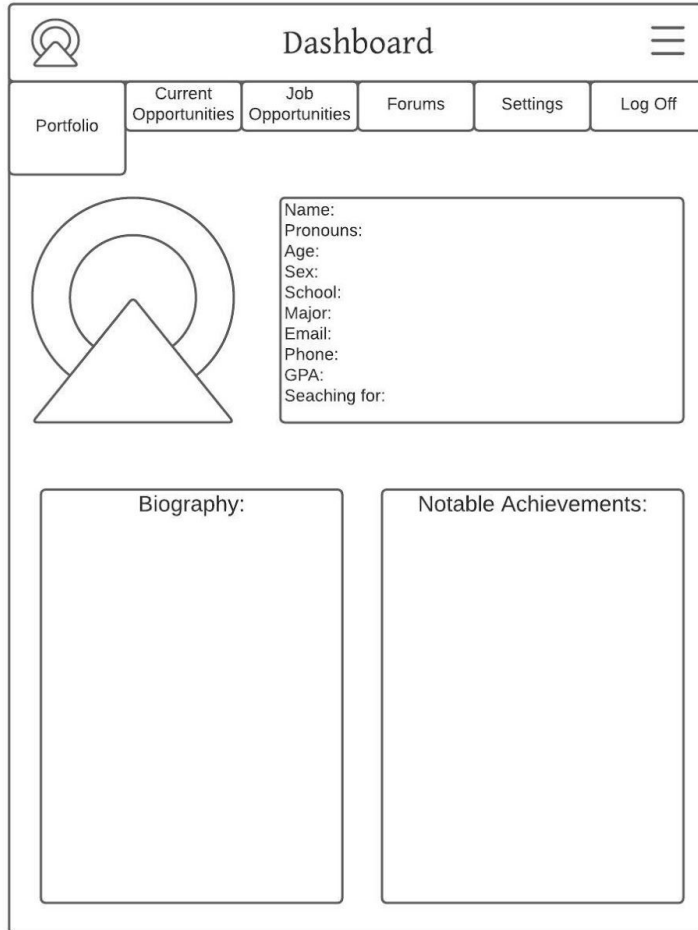 Dashboard
Portfolio
Current
Opportunities
Job
Opportunities
Forums
Settings
Log Off
Name:
Pronouns:
Age:
Sex:
School:
Major:
Email:
Phone:
GPA:
Seaching for:
Biography:
Notable Achievements: